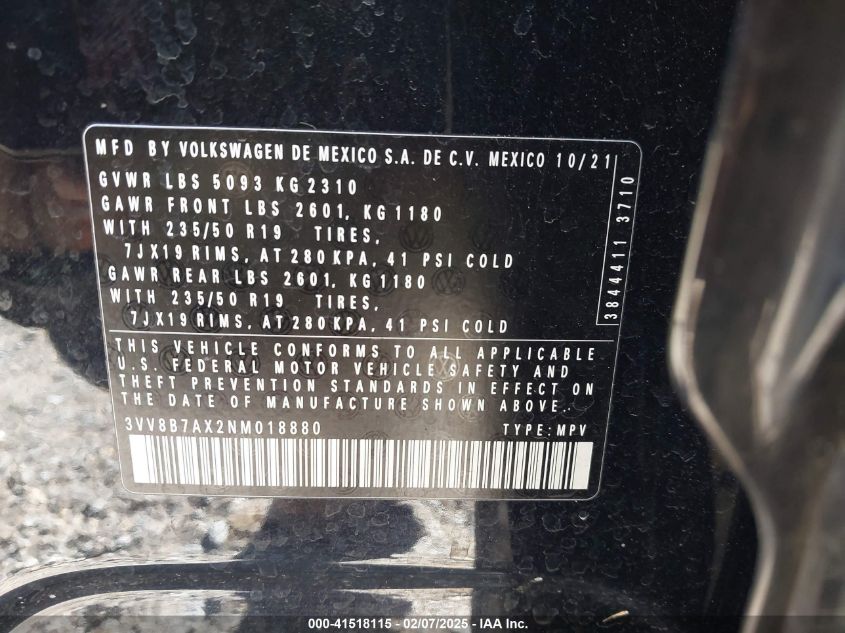 MFD BY VOLKSWAGEN DE MEXICO S.A. DE C.V. MEXICO 10/21
GVWR LBS 5093 KG 2310
GAWR FRONT LBS 2601, KG 1180
WITH 235/50 R19 TIRES,
7JX19 RIMS, AT 280 KPA, 41 PSI COLD
GAWR REAR LBS 2601, KG 1180
WITH 235/50 R19 TIRES,
7JX19 RIMS, AT 280 KPA, 41 PSI COLD
3844411 3710
THIS VEHICLE CONFORMS TO ALL APPLICABLE
U.S. FEDERAL MOTOR VEHICLE SAFETY AND
THEFT PREVENTION STANDARDS IN EFFECT ON
THE DATE OF MANUFACTURE SHOWN ABOVE.
3VV8B7AX2NM018880 TYPE: MPV
000-41518115 - 02/07/2025 - IAA Inc.